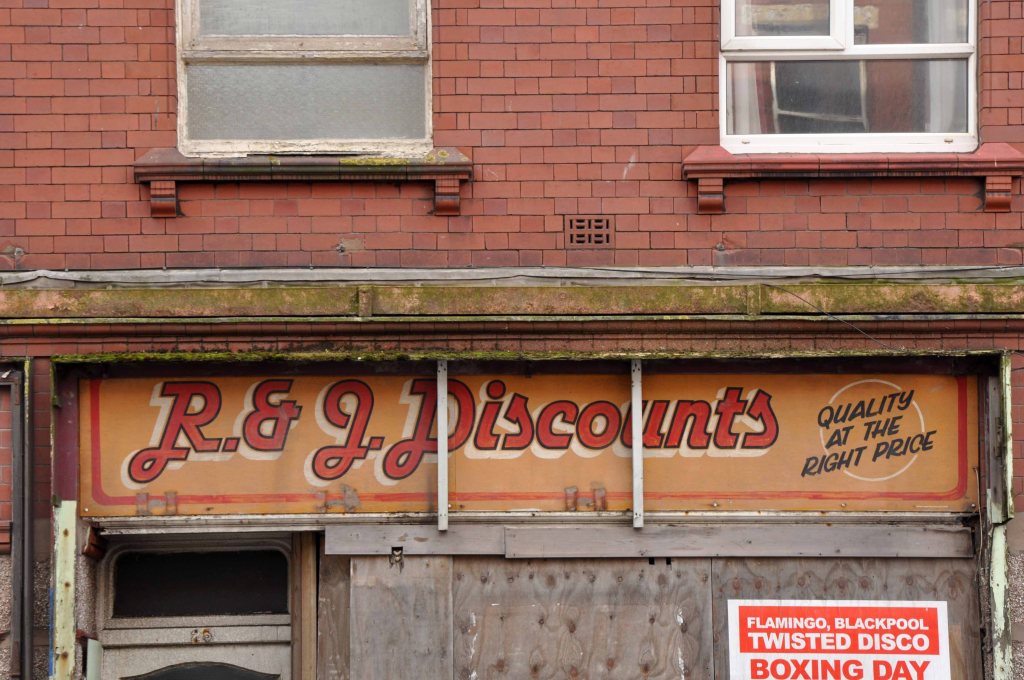 R. & J. Discounts
QUALITY
AT THE
RIGHT PRICE
FLAMINGO, BLACKPOOL
TWISTED DISCO
BOXING DAY